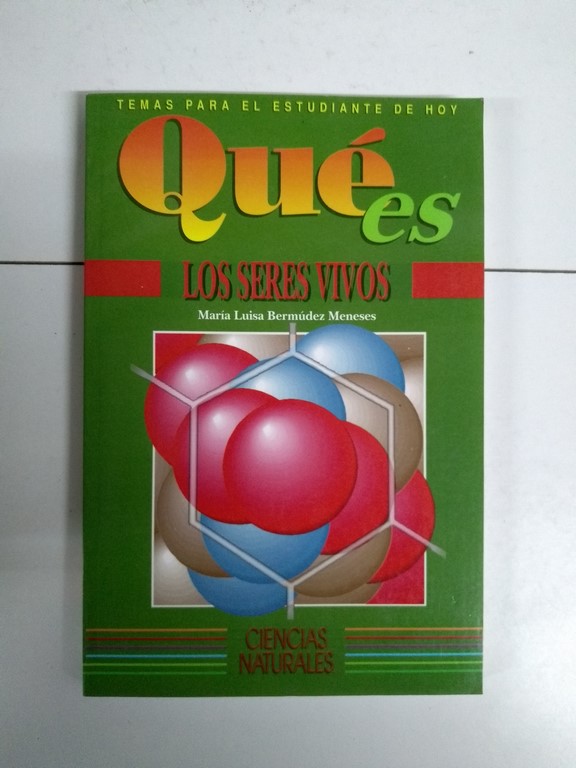 TEMAS PARA EL ESTUDIANTE DE HOY
Qué
es
LOS SERES VIVOS
María Luisa Bermúdez Meneses
CIENCIAS
NATURALES